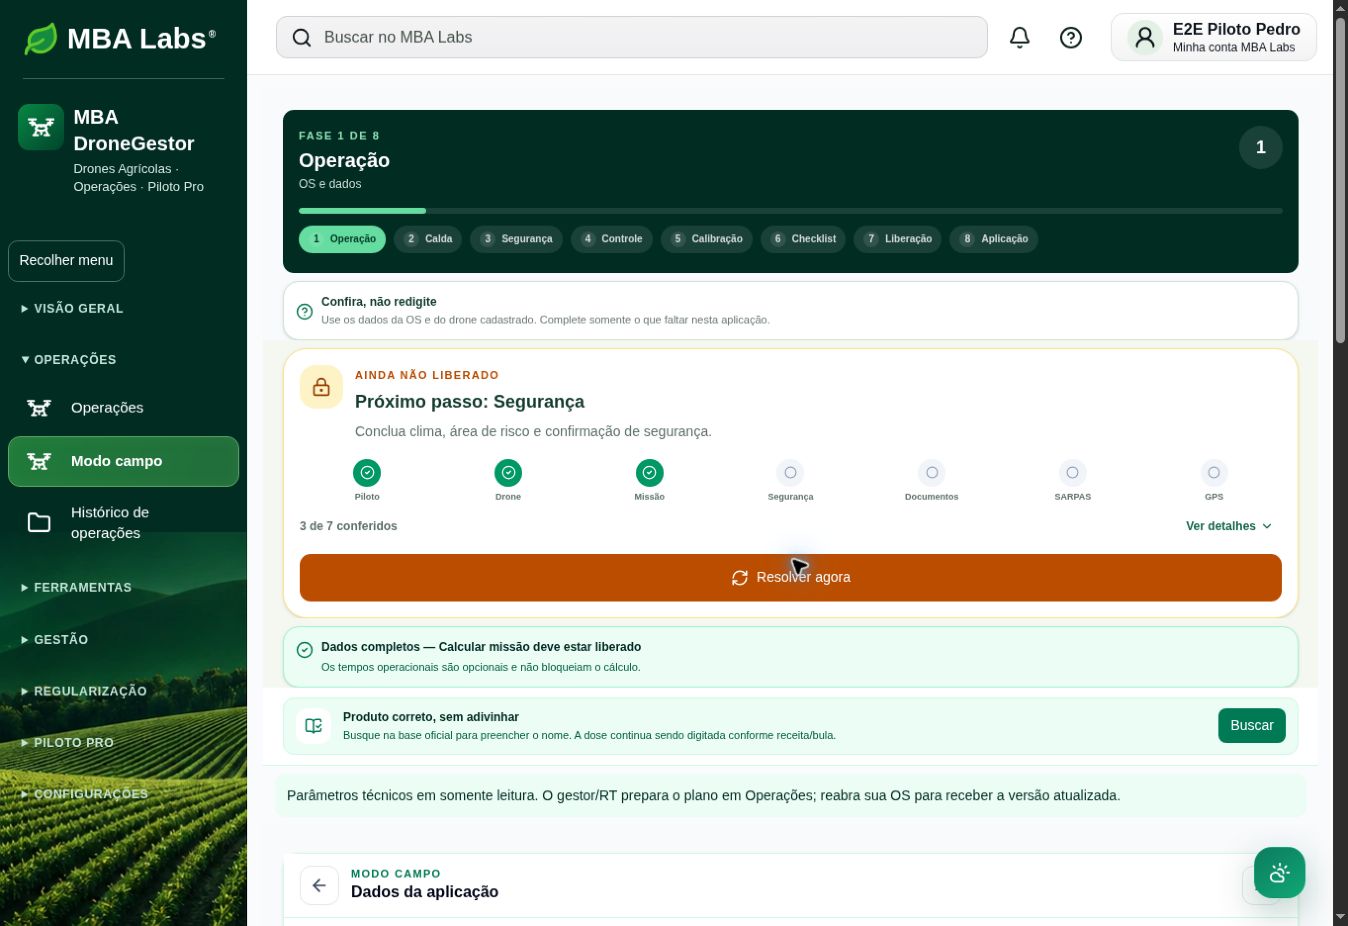 MBA Labs®
MBA
DroneGestor
Drones Agrícolas ·
Operações · Piloto Pro
Recolher menu
VISÃO GERAL
OPERAÇÕES
Operações
Modo campo
Histórico de
operações
FERRAMENTAS
GESTÃO
REGULARIZAÇÃO
PILOTO PRO
CONFIGURAÇÕES
Buscar no MBA Labs
E2E Piloto Pedro
Minha conta MBA Labs
FASE 1 DE 8
Operação
OS e dados
1
1 Operação 2 Calda 3 Segurança 4 Controle 5 Calibração 6 Checklist 7 Liberação 8 Aplicação
Confira, não redigite
Use os dados da OS e do drone cadastrado. Complete somente o que faltar nesta aplicação.
AINDA NÃO LIBERADO
Próximo passo: Segurança
Conclua clima, área de risco e confirmação de segurança.
Piloto Drone Missão Segurança Documentos SARPAS GPS
3 de 7 conferidos
Ver detalhes
Resolver agora
Dados completos — Calcular missão deve estar liberado
Os tempos operacionais são opcionais e não bloqueiam o cálculo.
Produto correto, sem adivinhar
Busque na base oficial para preencher o nome. A dose continua sendo digitada conforme receita/bula.
Buscar
Parâmetros técnicos em somente leitura. O gestor/RT prepara o plano em Operações; reabra sua OS para receber a versão atualizada.
MODO CAMPO
Dados da aplicação